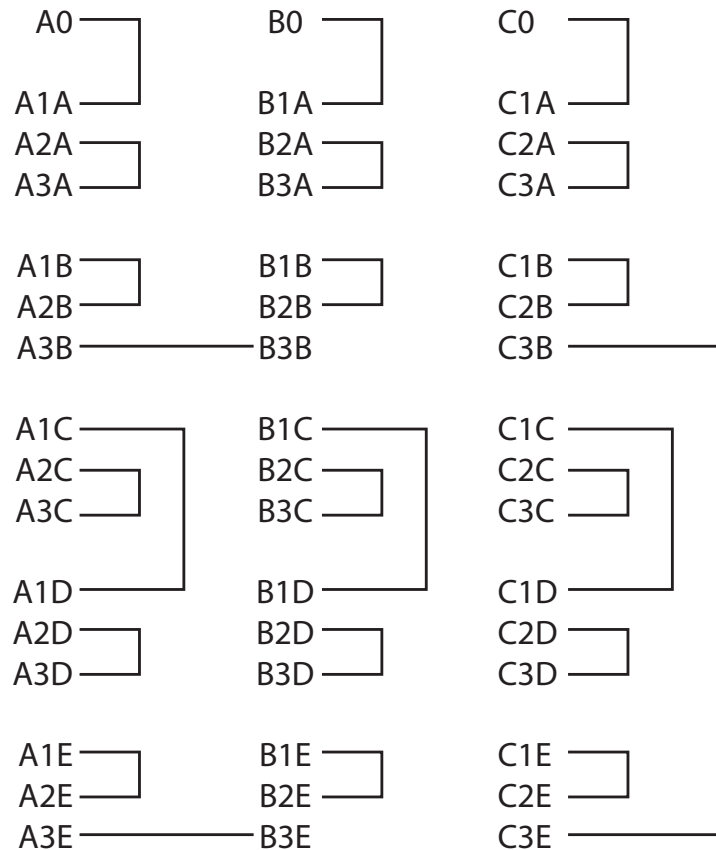 A0 B0 C0
A1A B1A C1A
A2A B2A C2A
A3A B3A C3A
A1B B1B C1B
A2B B2B C2B
A3B B3B C3B
A1C B1C C1C
A2C B2C C2C
A3C B3C C3C
A1D B1D C1D
A2D B2D C2D
A3D B3D C3D
A1E B1E C1E
A2E B2E C2E
A3E B3E C3E